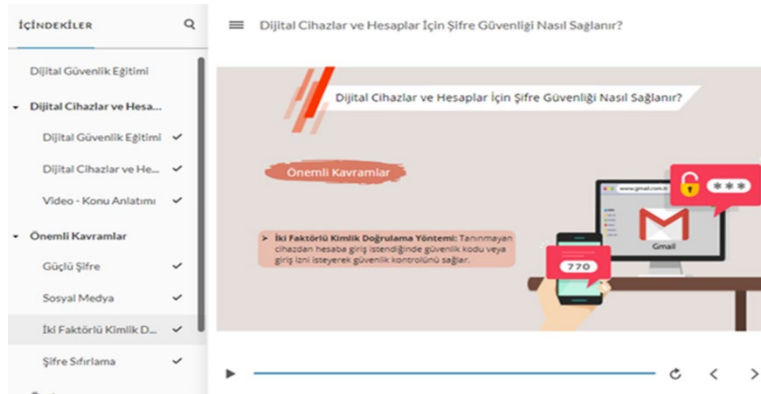 İÇİNDEKİLER
Dijital Güvenlik Eğitimi
Dijital Cihazlar ve Hesa...
Dijital Güvenlik Eğitimi
Dijital Cihazlar ve He...
Video - Konu Anlatımı
Önemli Kavramlar
Güçlü Şifre
Sosyal Medya
İki Faktörlü Kimlik D...
Şifre Sıfırlama
Dijital Cihazlar ve Hesaplar İçin Şifre Güvenliği Nasıl Sağlanır?
Dijital Cihazlar ve Hesaplar İçin Şifre Güvenliği Nasıl Sağlanır?
Önemli Kavramlar
➤ İki Faktörlü Kimlik Doğrulama Yöntemi: Tanınmayan
cihazdan hesaba giriş istendiğinde güvenlik kodu veya
giriş izni isteyerek güvenlik kontrolünü sağlar.
www.gmail.com
***
Gmail
770